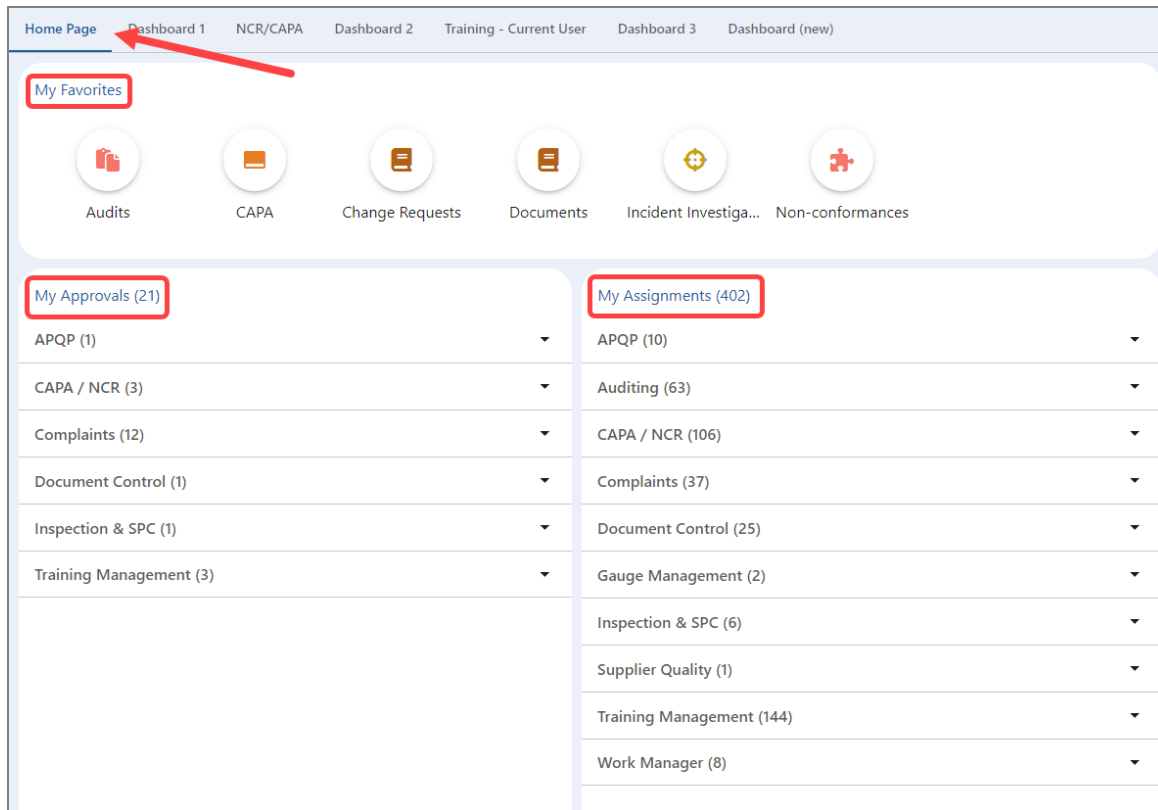 Home Page Dashboard 1 NCR/CAPA Dashboard 2 Training - Current User Dashboard 3 Dashboard (new)
My Favorites
Audits CAPA Change Requests Documents Incident Investiga... Non-conformances
My Approvals (21)
APQP (1)
CAPA / NCR (3)
Complaints (12)
Document Control (1)
Inspection & SPC (1)
Training Management (3)
My Assignments (402)
APQP (10)
Auditing (63)
CAPA / NCR (106)
Complaints (37)
Document Control (25)
Gauge Management (2)
Inspection & SPC (6)
Supplier Quality (1)
Training Management (144)
Work Manager (8)